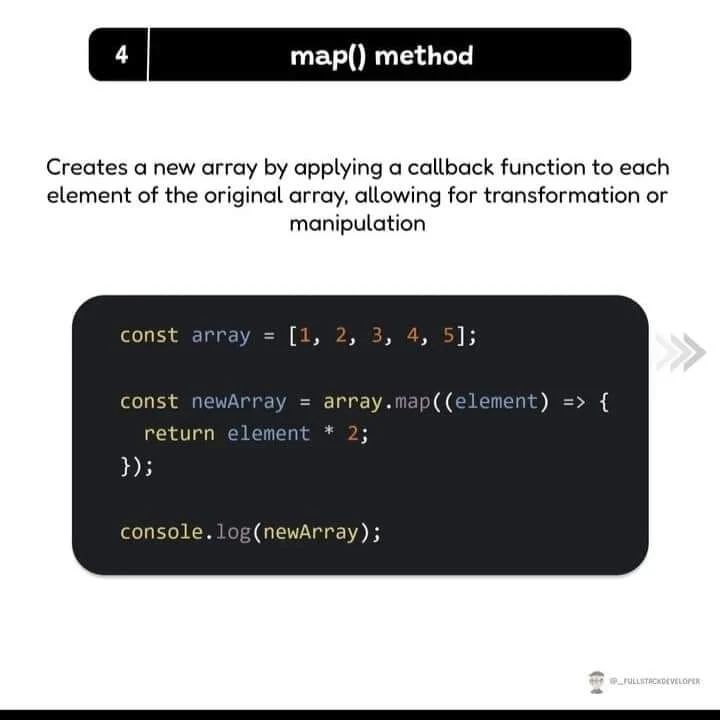 4
map() method
Creates a new array by applying a callback function to each
element of the original array, allowing for transformation or
manipulation
const array = [1, 2, 3, 4, 5];
const newArray = array.map((element) => {
return element * 2;
});
console.log(newArray);
@_FULLSTACKDEVELOPER